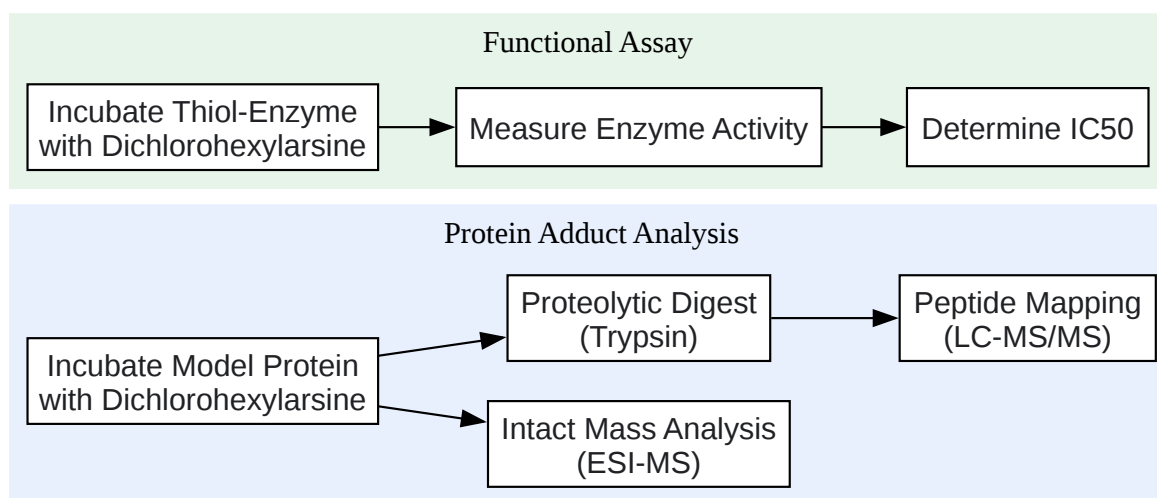 Functional Assay
Incubate Thiol-Enzyme
with Dichlorohexylarsine
Measure Enzyme Activity
Determine IC50
Protein Adduct Analysis
Incubate Model Protein
with Dichlorohexylarsine
Proteolytic Digest
(Trypsin)
Peptide Mapping
(LC-MS/MS)
Intact Mass Analysis
(ESI-MS)